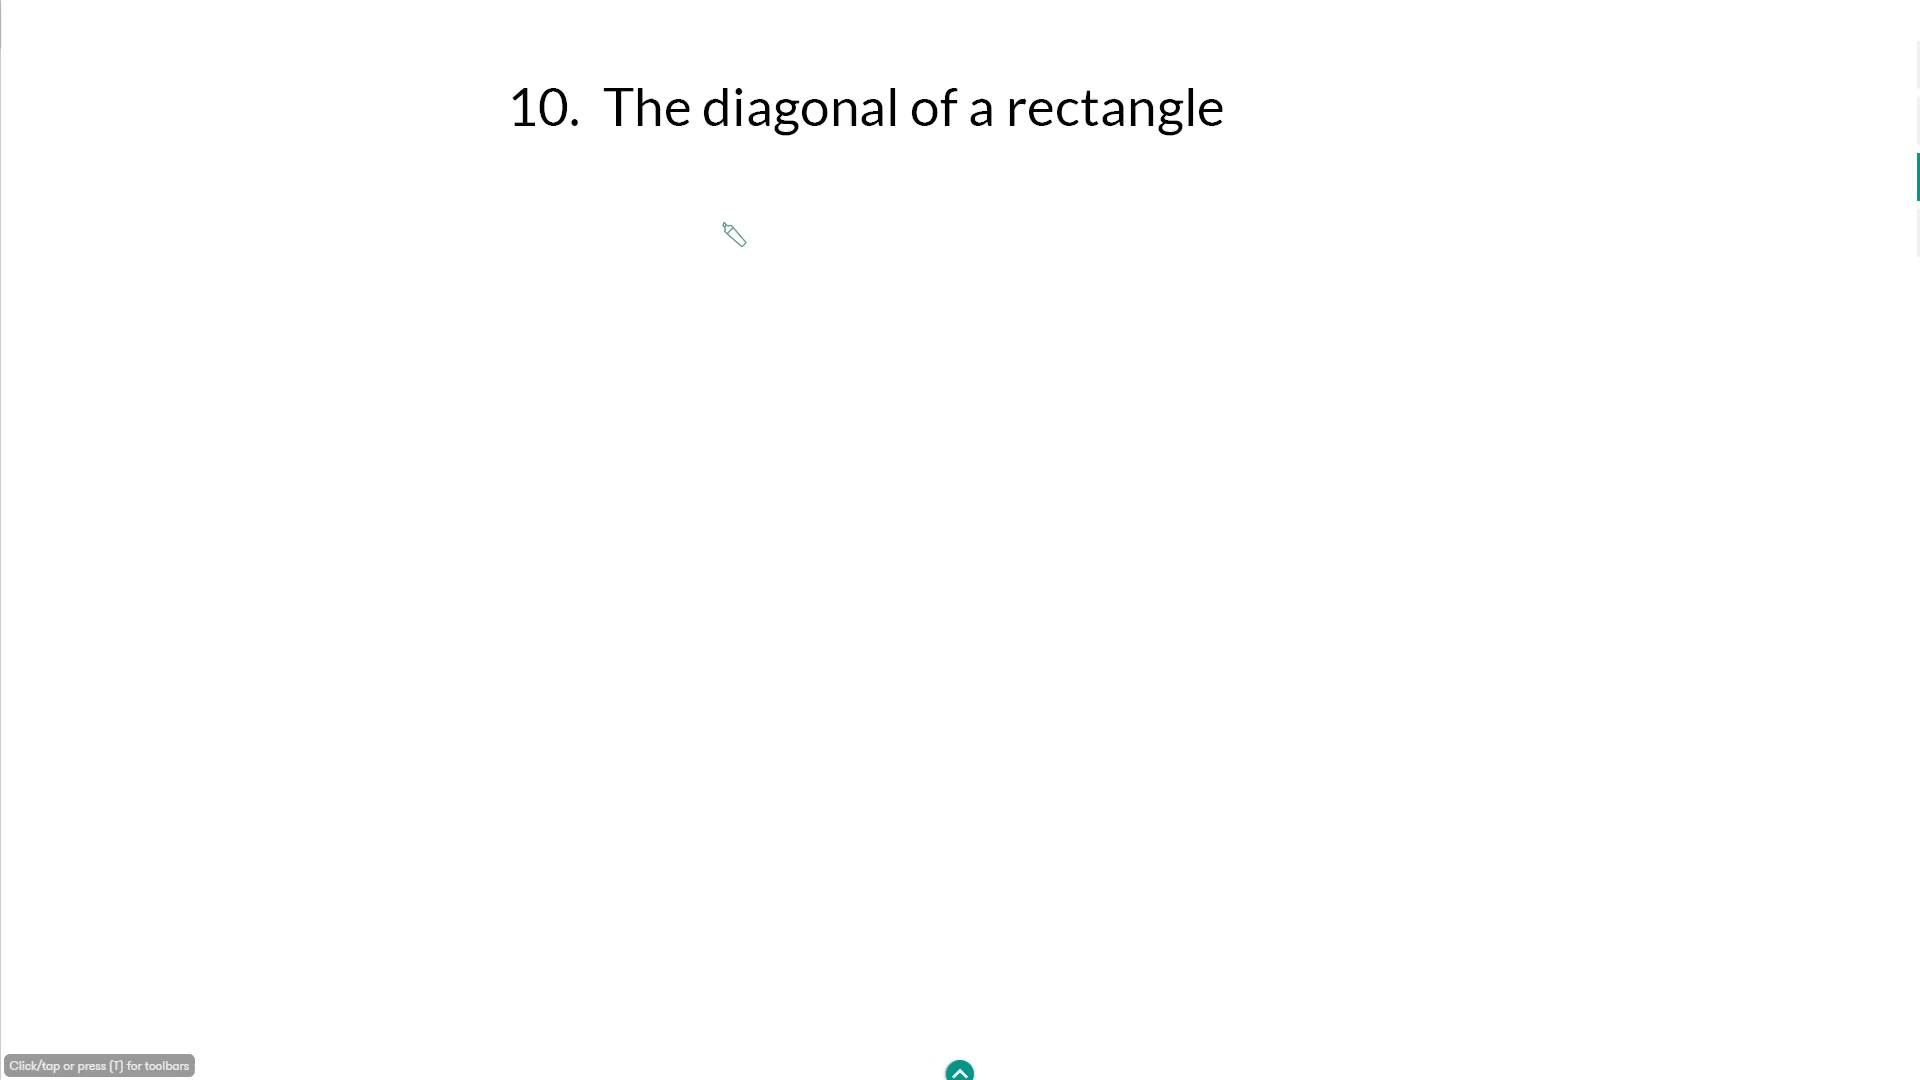 10. The diagonal of a rectangle
Click/tap or press (T) for toolbars